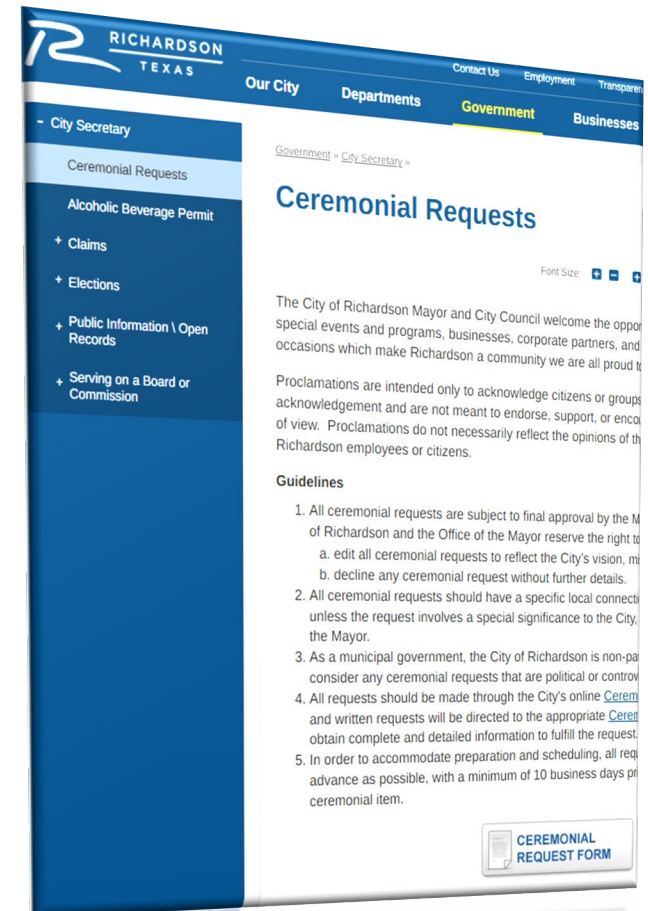 RICHARDSON
TEXAS
Contact Us Employment
Our City Departments Government Businesses
- City Secretary
Ceremonial Requests
Alcoholic Beverage Permit
+ Claims
+ Elections
+ Public Information \ Open
Records
+ Serving on a Board or
Commission
Government » City Secretary »
Ceremonial Requests
Font Size:
The City of Richardson Mayor and City Council welcome the
special events and programs, businesses, corporate partners, and
occasions which make Richardson a community we are all proud
Proclamations are intended only to acknowledge citizens or groups
acknowledgement and are not meant to endorse, support, or
of view. Proclamations do not necessarily reflect the opinions of
Richardson employees or citizens.
Guidelines
1. All ceremonial requests are subject to final approval by the
of Richardson and the Office of the Mayor reserve the right
a. edit all ceremonial requests to reflect the City's vision,
b. decline any ceremonial request without further details.
2. All ceremonial requests should have a specific local
unless the request involves a special significance to the City,
the Mayor.
3. As a municipal government, the City of Richardson is
consider any ceremonial requests that are political or
4. All requests should be made through the City's online
and written requests will be directed to the appropriate
obtain complete and detailed information to fulfill the request.
5. In order to accommodate preparation and scheduling, all
advance as possible, with a minimum of 10 business days
ceremonial item.
CEREMONIAL
REQUEST FORM